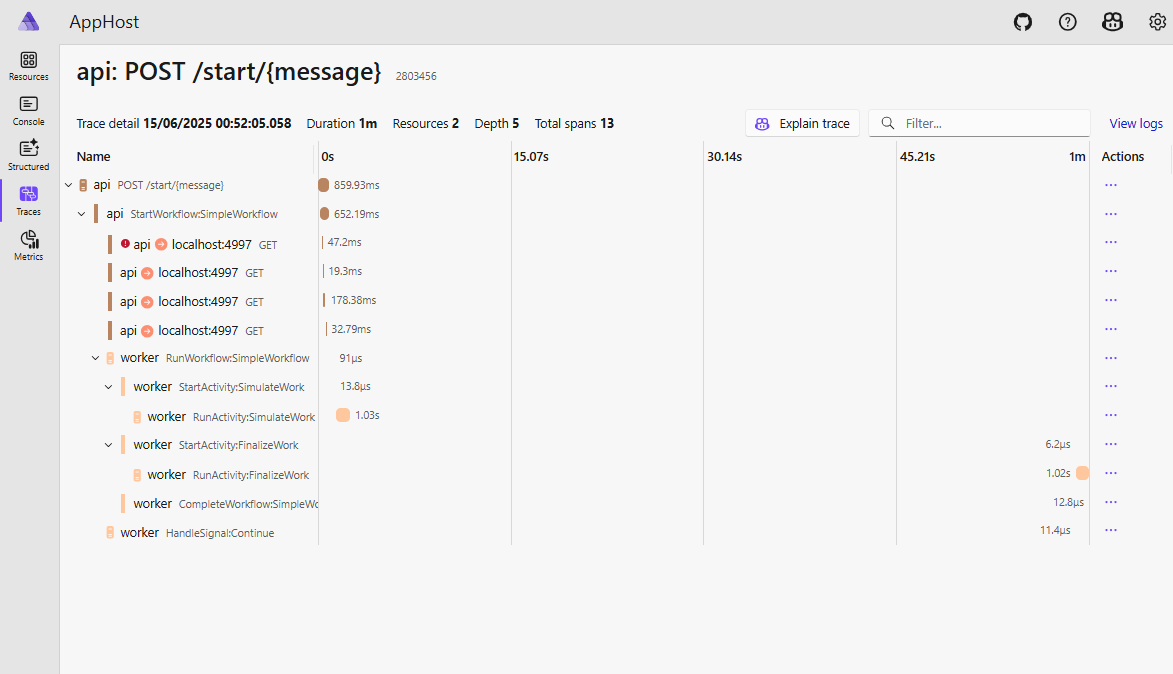 AppHost
Resources
Console
Structured
Traces
Metrics
api: POST /start/{message} 2803456
Trace detail 15/06/2025 00:52:05.058 Duration 1m Resources 2 Depth 5 Total spans 13 Explain trace Filter... View logs
Name 0s 15.07s 30.14s 45.21s 1m Actions
api POST /start/{message} 859.93ms ...
api StartWorkflow:SimpleWorkflow 652.19ms ...
api localhost:4997 GET 47.2ms ...
api localhost:4997 GET 19.3ms ...
api localhost:4997 GET 178.38ms ...
api localhost:4997 GET 32.79ms ...
worker RunWorkflow:SimpleWorkflow 91µs ...
worker StartActivity:SimulateWork 13.8µs ...
worker RunActivity:SimulateWork 1.03s ...
worker StartActivity:FinalizeWork 6.2µs ...
worker RunActivity:FinalizeWork 1.02s ...
worker CompleteWorkflow:SimpleWo 12.8µs ...
worker HandleSignal:Continue 11.4µs ...